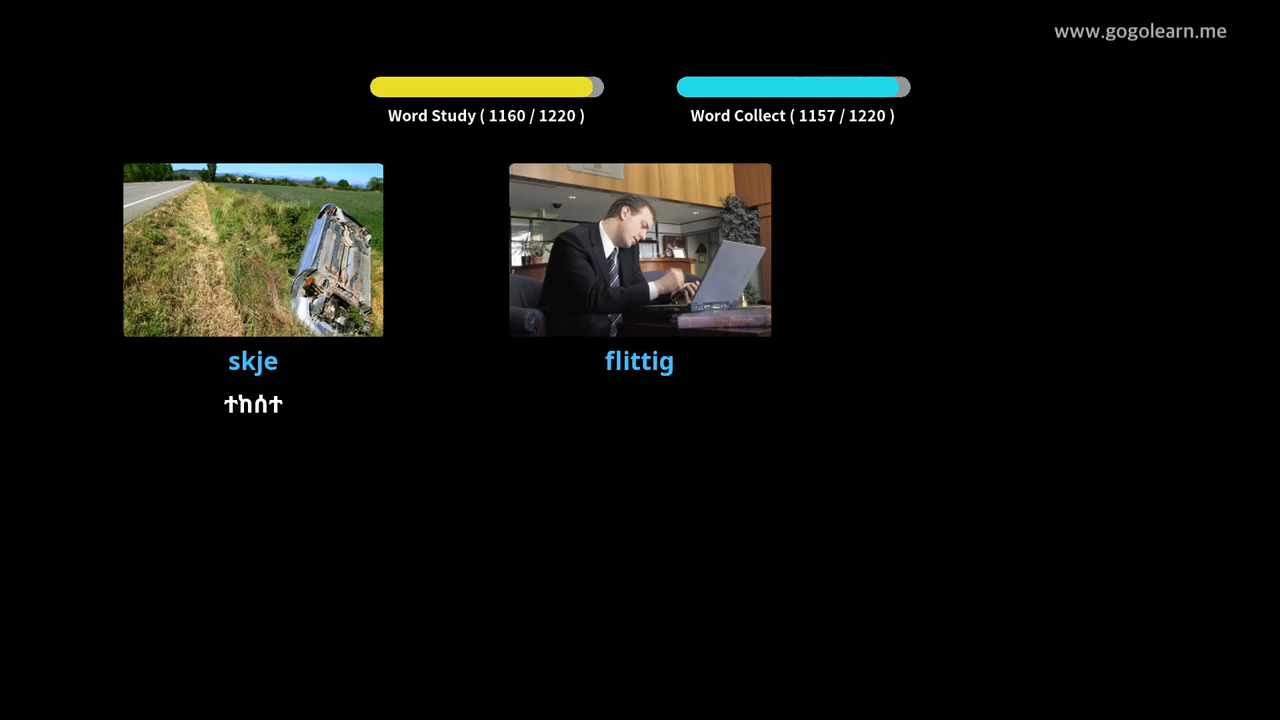 www.gogolearn.me
Word Study ( 1160 / 1220 )
Word Collect ( 1157 / 1220 )
skje
flittig
ተከሰተ